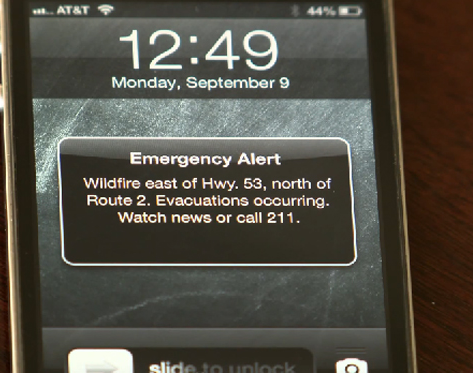 AT&T 44%
12:49
Monday, September 9
Emergency Alert
Wildfire east of Hwy. 53, north of
Route 2. Evacuations occurring.
Watch news or call 211.
slide to unlock